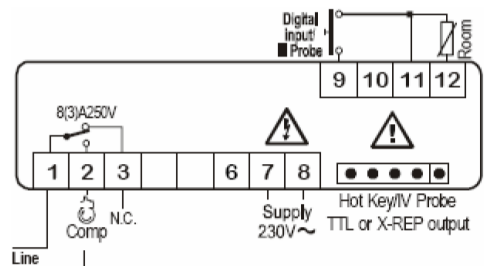 Digital
input/
■ Probe
Room
9 10 11 12
8(3)A250V
1 2 3 6 7 8
Comp
N.C.
Supply
230V~
Hot Key/IV Probe
TTL or X-REP output
Line